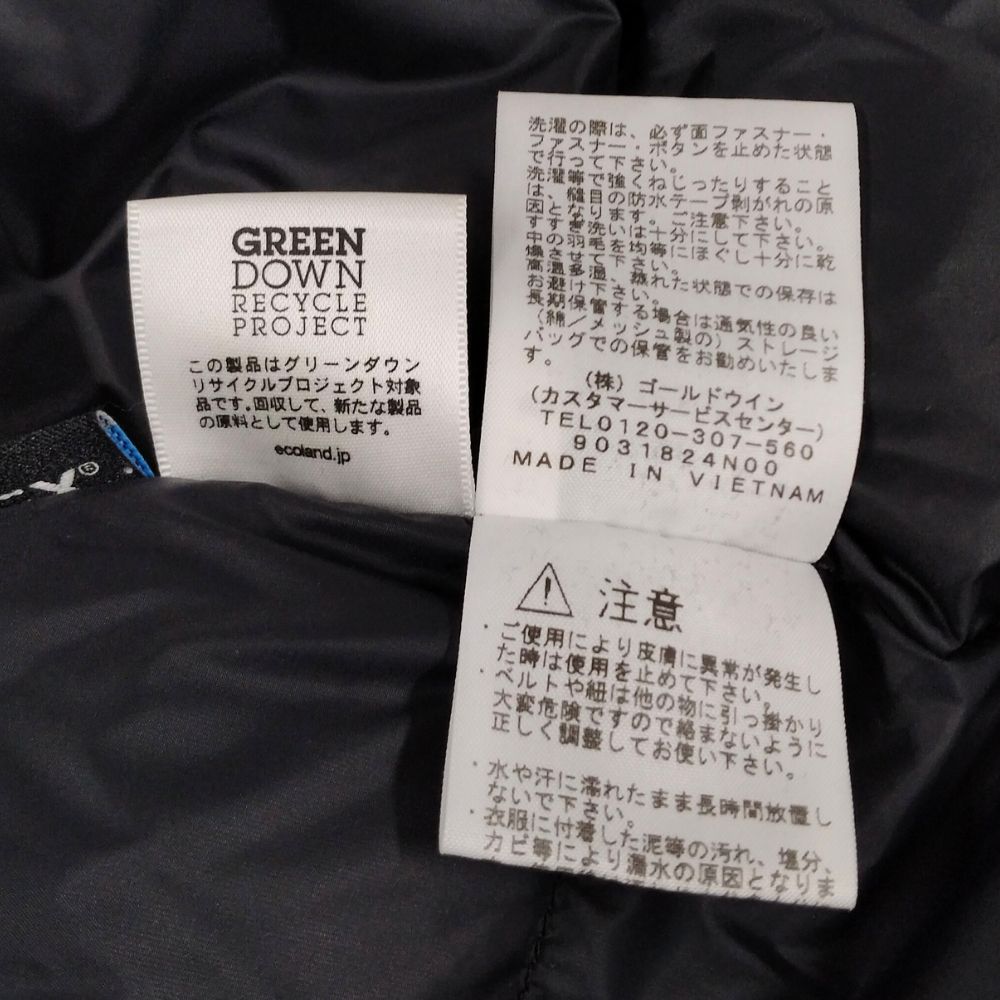 GREEN
DOWN
RECYCLE
PROJECT
この製品はグリーンダウン
リサイクルプロジェクト対象
品です。回収して、新たな製品
の原料として使用します。
ecoland.jp
洗濯の際は、必ず面ファスナー・
ファスナー・ボタンを止めた状態
で行って下さい。
洗濯等で強くねじったりすること
は、縫目の防水テープ剥がれの原
因となります。ご注意下さい。
すすぎ洗いは十分にして下さい。
中の羽毛を均等にほぐし十分に乾
燥させて下さい。
高温多湿、蒸れた状態での保存は
お避け下さい。
長期保管する場合は通気性の良い
(綿/メッシュ製の)ストレージ
バッグでの保管をお勧めいたしま
す。
(株)ゴールドウイン
(カスタマーサービスセンター)
TEL0120-307-560
9031824N00
MADE IN VIETNAM
注意
・ご使用により皮膚に異常が発生し
た時は使用を止めて下さい。
・ベルトや紐は他の物に引っ掛かり
大変危険ですので絡まないように
正しく調整してお使い下さい。
・水や汗に濡れたまま長時間放置し
ないで下さい。
・衣服に付着した泥等の汚れ、塩分、
カビ等により漏水の原因となりま